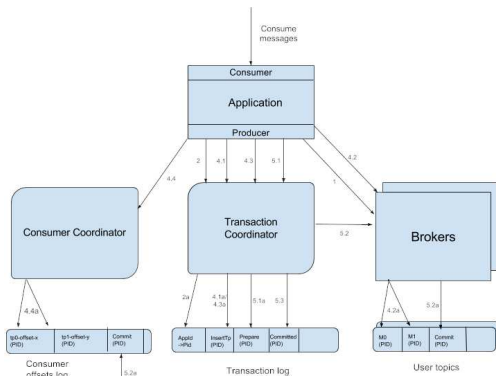 Consume
messages
Consumer
Application
Producer
2
4.1
4.3
5.1
4.2
1
4.4
Consumer Coordinator
Transaction
Coordinator
5.2
Brokers
4.4a
2a
4.1a/
4.3a
5.1a
5.3
4.2a
5.2a
tp0-offset-x
(PID)
tp1-offset-y
(PID)
Commit
(PID)
AppId
->Pid
InsertTp
(PID)
Prepare
(PID)
Committed
(PID)
M0
(PID)
M1
(PID)
Commit
(PID)
Consumer
offsets log
5.2a
Transaction log
User topics